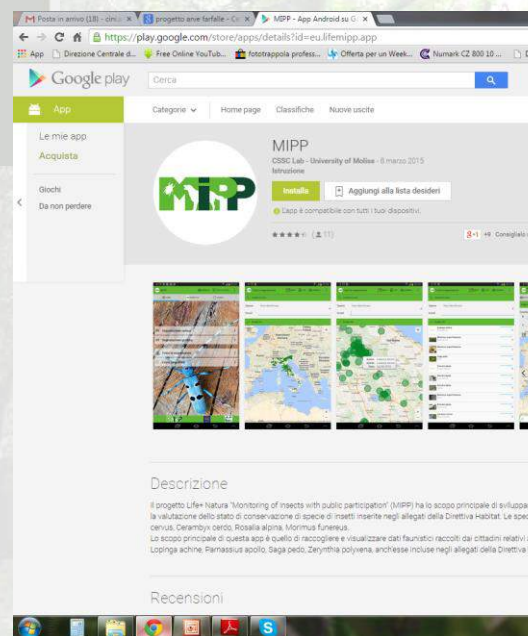 Posta in arrivo (18) - cini.a
progetto arve farfalle - Ce
MIPP - App Android su G
https://play.google.com/store/apps/details?id=eu.lifemipp.app
App
Direzione Centrale d...
Free Online YouTub...
fototrappola profess...
Offerta per un Week...
Numark CZ 800 10 ...
Google play
Cerca
App
Categorie
Home page
Classifiche
Nuove uscite
Le mie app
Acquista
Giochi
Da non perdere
MIPP
MIPP
CSSC Lab - University of Molise - 8 marzo 2015
Istruzione
Installa
Aggiungi alla lista desideri
L'app è compatibile con tutti i tuoi dispositivi.
(11)
+1
Consiglialo
Descrizione
Il progetto Life+ Natura "Monitoring of insects with public participation" (MIPP) ha lo scopo principale di sviluppa
la valutazione dello stato di conservazione di specie di insetti inserite negli allegati della Direttiva Habitat. Le spec
cervus, Cerambyx cerdo, Rosalia alpina, Morimus funereus.
Lo scopo principale di questa app è quello di raccogliere e visualizzare dati faunistici raccolti dai cittadini relativi
Lopinga achine, Parnassius apollo, Saga pedo, Zerynthia polyxena, anch'esse incluse negli allegati della Direttiva
Recensioni